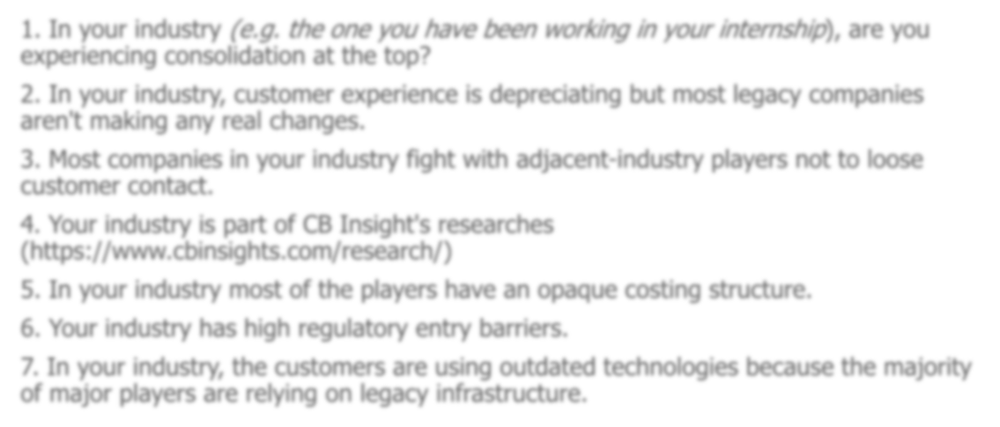 1. In your industry (e.g. the one you have been working in your internship), are you
experiencing consolidation at the top?
2. In your industry, customer experience is depreciating but most legacy companies
aren't making any real changes.
3. Most companies in your industry fight with adjacent-industry players not to loose
customer contact.
4. Your industry is part of CB Insight's researches
(https://www.cbinsights.com/research/)
5. In your industry most of the players have an opaque costing structure.
6. Your industry has high regulatory entry barriers.
7. In your industry, the customers are using outdated technologies because the majority
of major players are relying on legacy infrastructure.